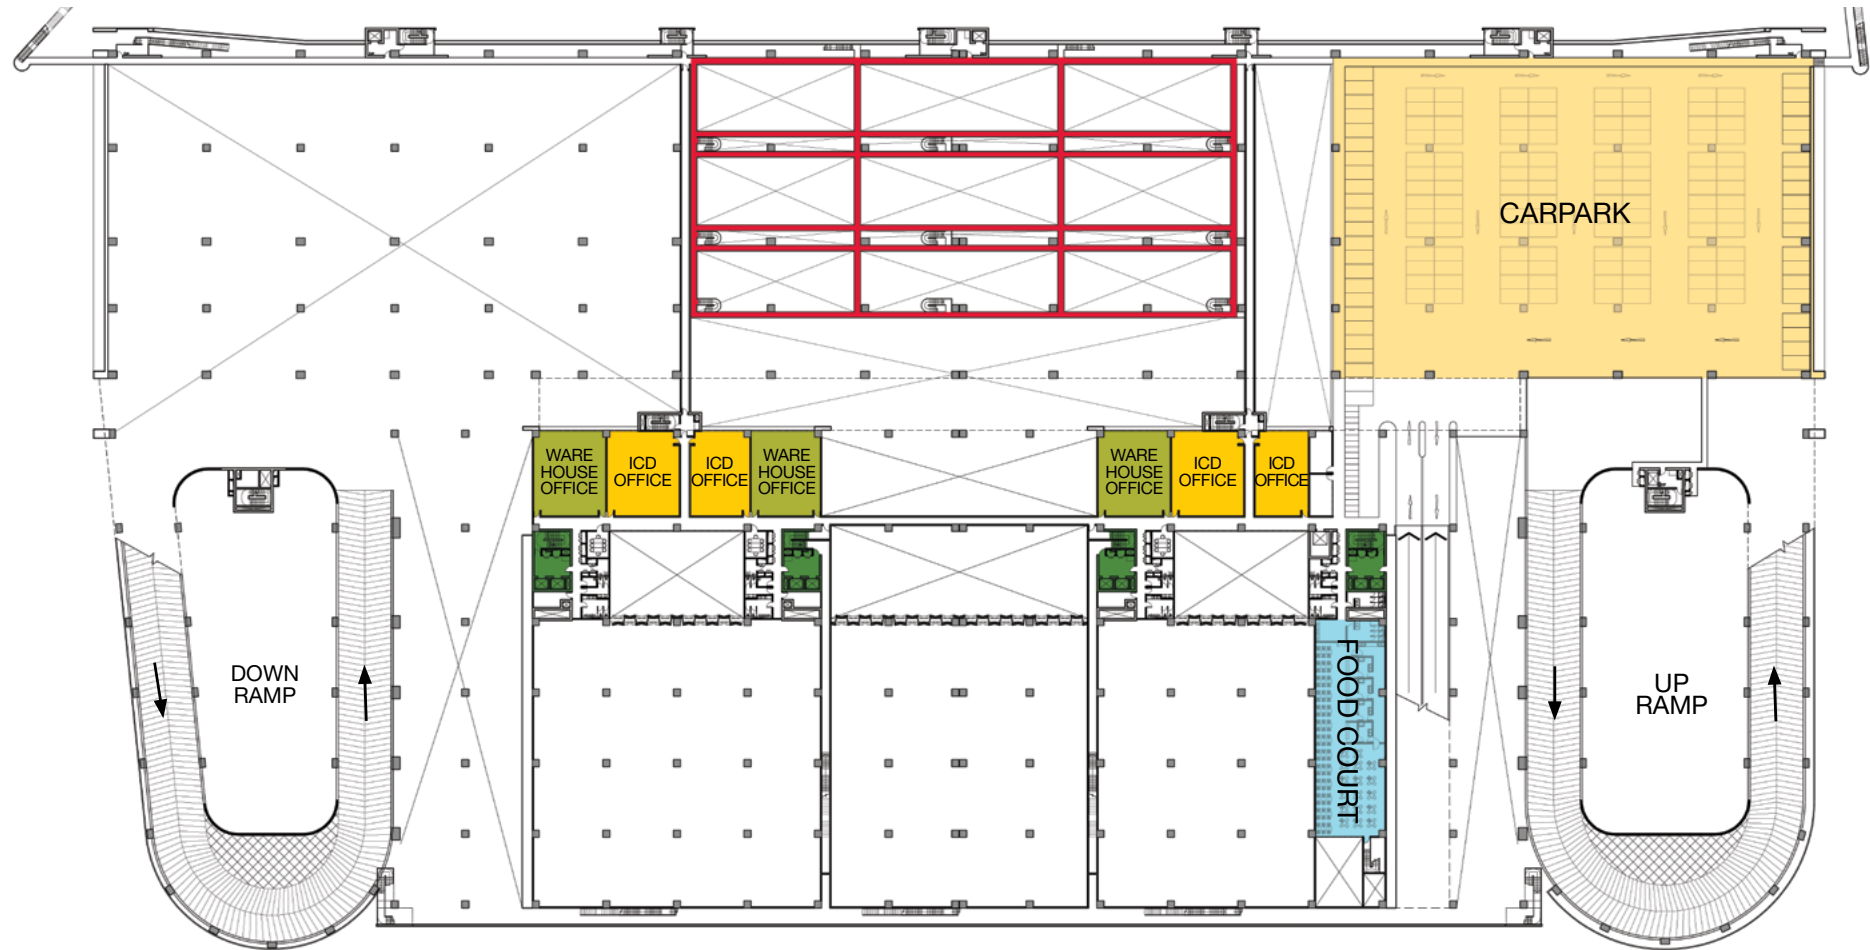 CARPARK
WARE
HOUSE
OFFICE
ICD
OFFICE
ICD
OFFICE
WARE
HOUSE
OFFICE
WARE
HOUSE
OFFICE
ICD
OFFICE
ICD
OFFICE
DOWN
RAMP
FOOD COURT
UP
RAMP